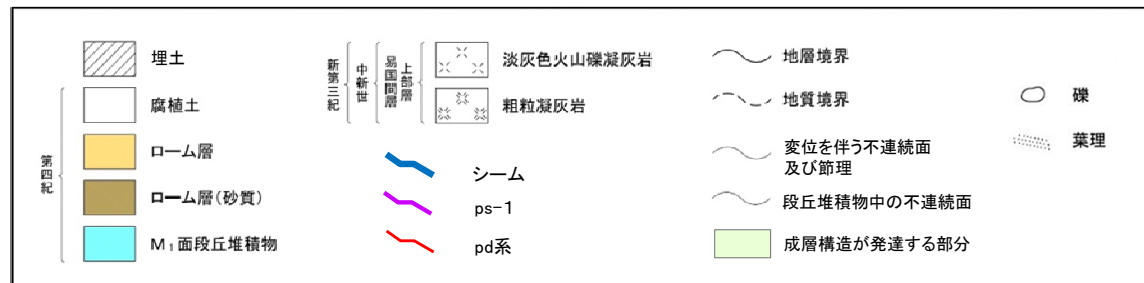 埋土
腐植土
第四紀
ローム層
ローム層(砂質)
M₁面段丘堆積物
新第三紀
中新世
易国間層
上部層
淡灰色火山礫凝灰岩
粗粒凝灰岩
シーム
ps-1
pd系
地層境界
地質境界
変位を伴う不連続面
及び節理
段丘堆積物中の不連続面
成層構造が発達する部分
礫
葉理